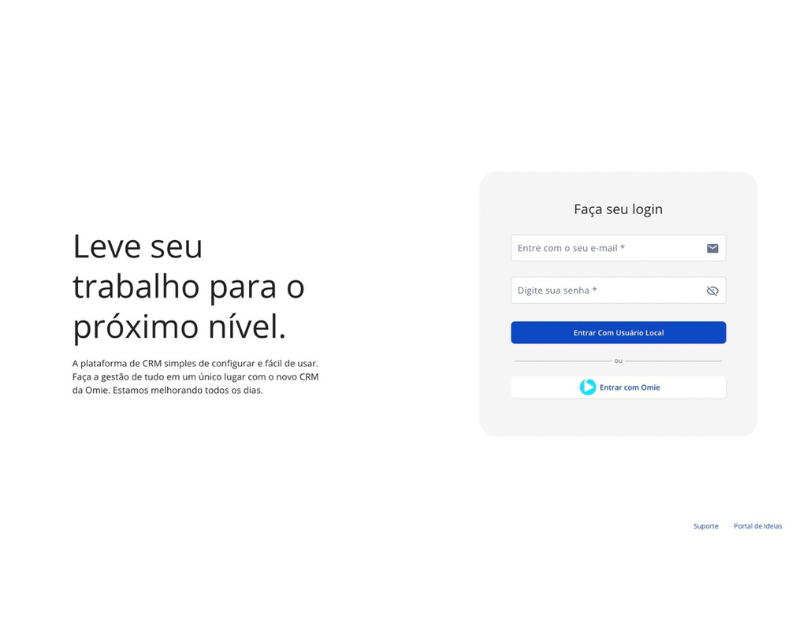 Leve seu
trabalho para o
próximo nível.
A plataforma de CRM simples de configurar e fácil de usar.
Faça a gestão de tudo em um único lugar com o novo CRM
da Omie. Estamos melhorando todos os dias.
Faça seu login
Entre com o seu e-mail *
Digite sua senha *
Entrar Com Usuário Local
ou
Entrar com Omie
Suporte
Portal de Ideias